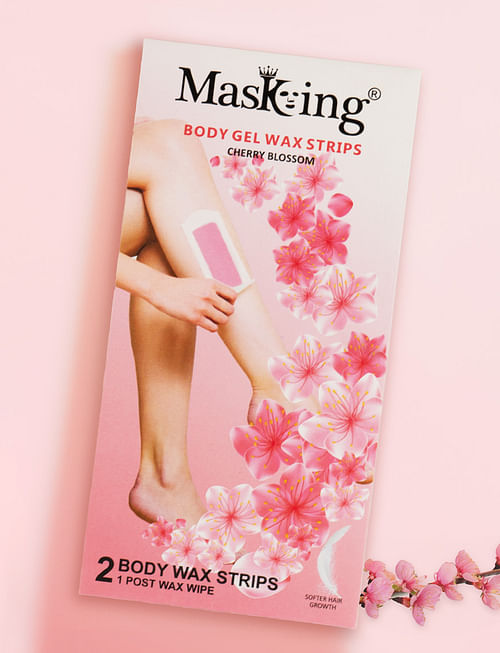 MasKing®
BODY GEL WAX STRIPS
CHERRY BLOSSOM
2 BODY WAX STRIPS
1 POST WAX WIPE
SOFTER HAIR
GROWTH